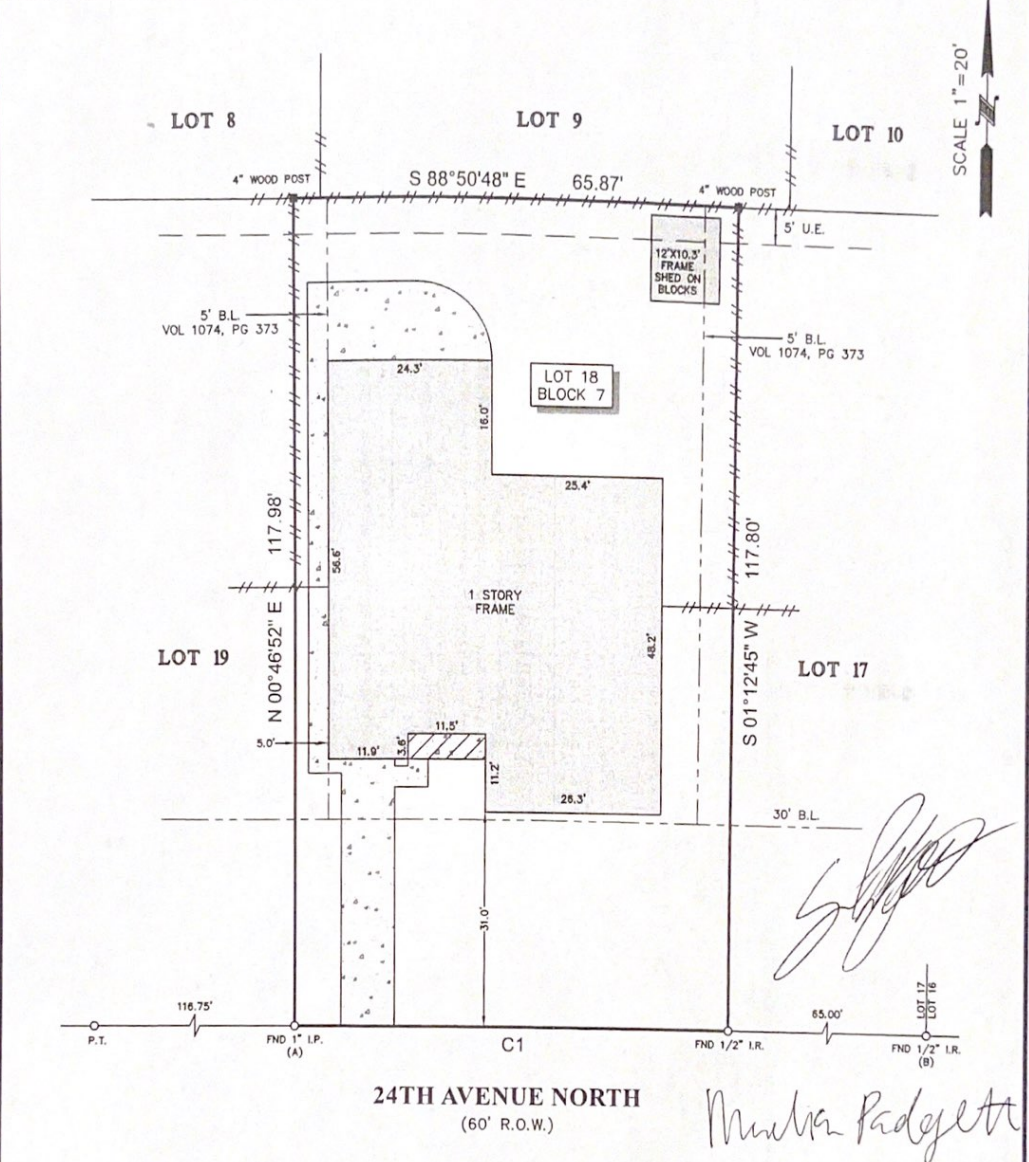 SCALE 1"=20'
N
LOT 8
LOT 9
LOT 10
4" WOOD POST
S 88°50'48" E 65.87'
4" WOOD POST
5' U.E.
12'X10.3'
FRAME
SHED ON
BLOCKS
5' B.L.
VOL 1074, PG 373
5' B.L.
VOL 1074, PG 373
24.3'
LOT 18
BLOCK 7
16.0'
25.4'
N 00°46'52" E 117.98'
56.6'
1 STORY
FRAME
48.2'
S 01°12'45" W 117.80'
LOT 19
LOT 17
5.0'
11.9'
3.6'
11.5'
11.2'
26.3'
30' B.L.
31.0'
116.75'
65.00'
LOT 17
LOT 16
P.T.
FND 1" I.P.
(A)
C1
FND 1/2" I.R.
FND 1/2" I.R.
(B)
24TH AVENUE NORTH
(60' R.O.W.)
Padgett